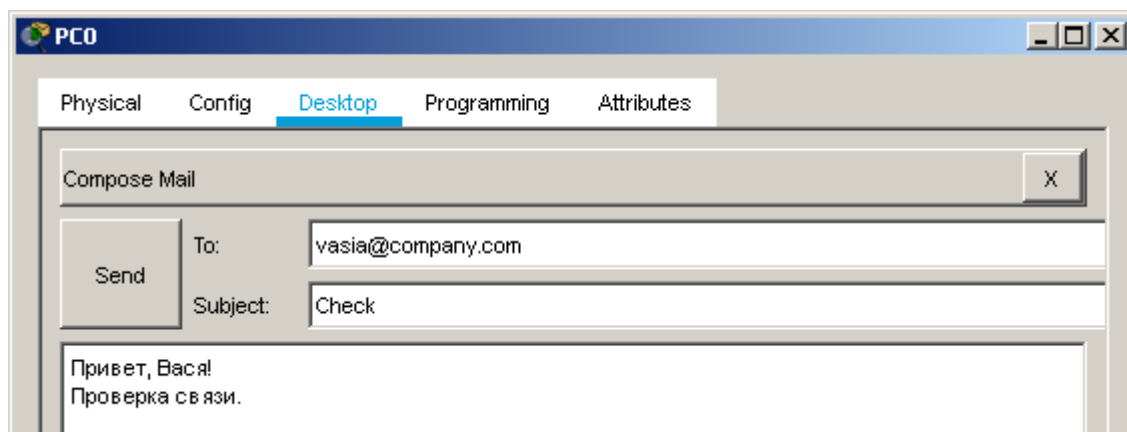 PC0
Physical Config Desktop Programming Attributes
Compose Mail X
Send
To: vasia@company.com
Subject: Check
Привет, Вася!
Проверка связи.